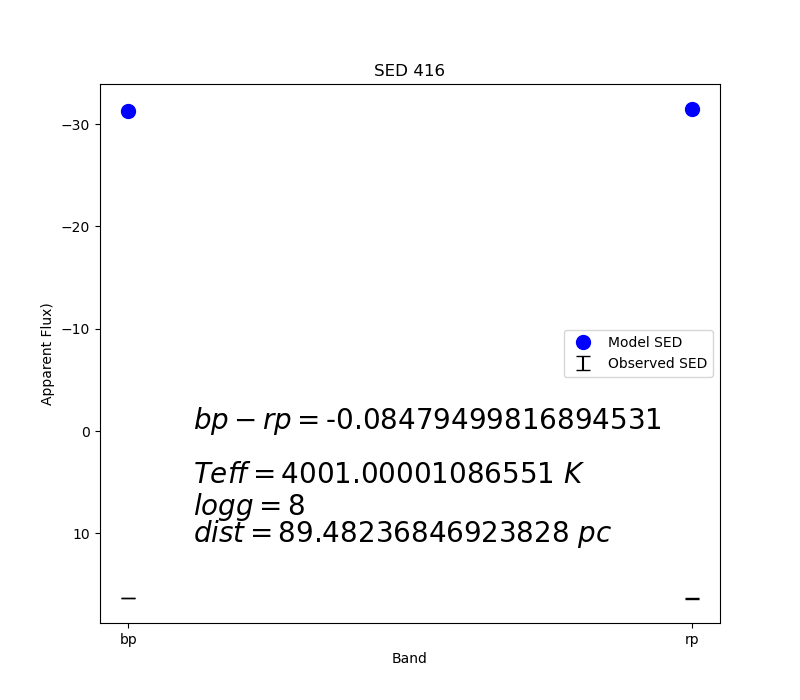 SED 416
Apparent Flux)
−30
−20
−10
0
10
Model SED
Observed SED
bp − rp = -0.08479499816894531
Teff = 4001.00001086551 K
logg = 8
dist = 89.48236846923828 pc
bp
rp
Band